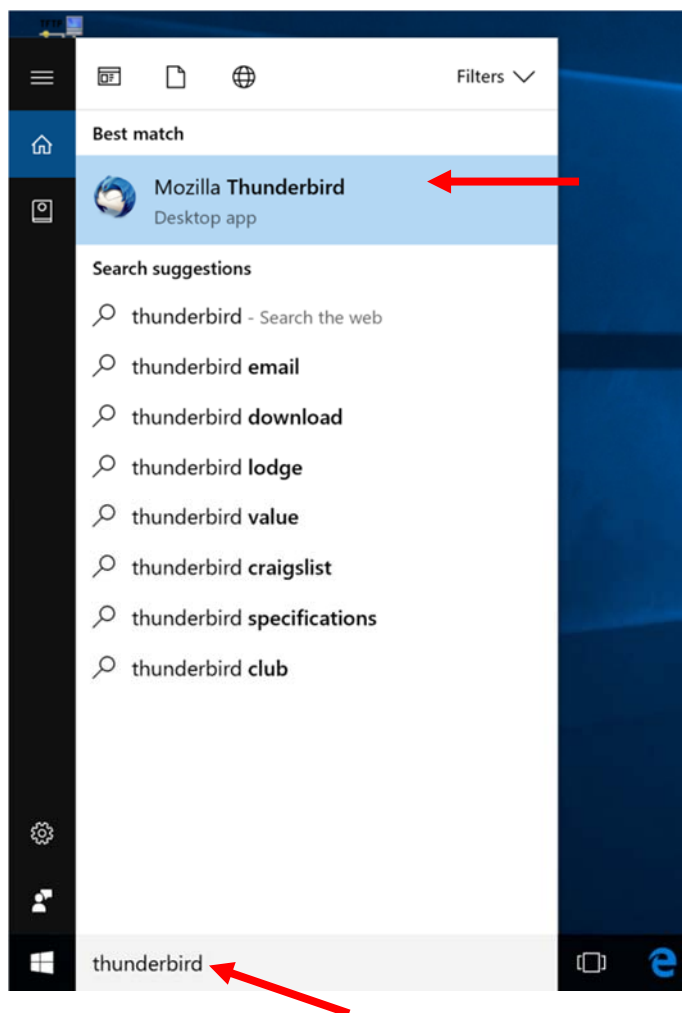 TFTP
Filters
Best match
Mozilla Thunderbird
Desktop app
Search suggestions
thunderbird - Search the web
thunderbird email
thunderbird download
thunderbird lodge
thunderbird value
thunderbird craigslist
thunderbird specifications
thunderbird club
thunderbird